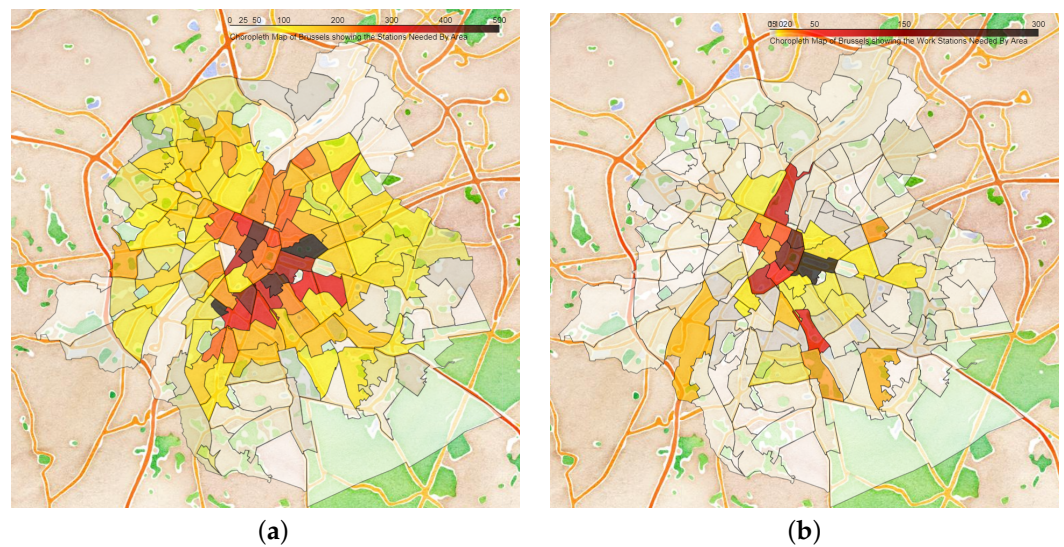 0 25 50 100 200 300 400 500
Choropleth Map of Brussels showing the Stations Needed By Area
50 150 300
Choropleth Map of Brussels showing the Work Stations Needed By Area
(a)
(b)